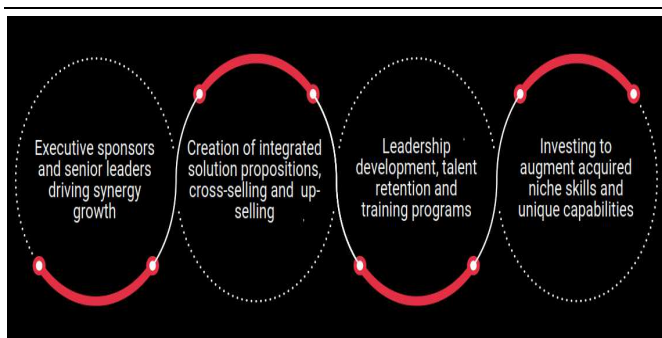 Executive sponsors
and senior leaders
driving synergy
growth
Creation of integrated
solution propositions,
cross-selling and up-
selling
Leadership
development, talent
retention and
training programs
Investing to
augment acquired
niche skills and
unique capabilities